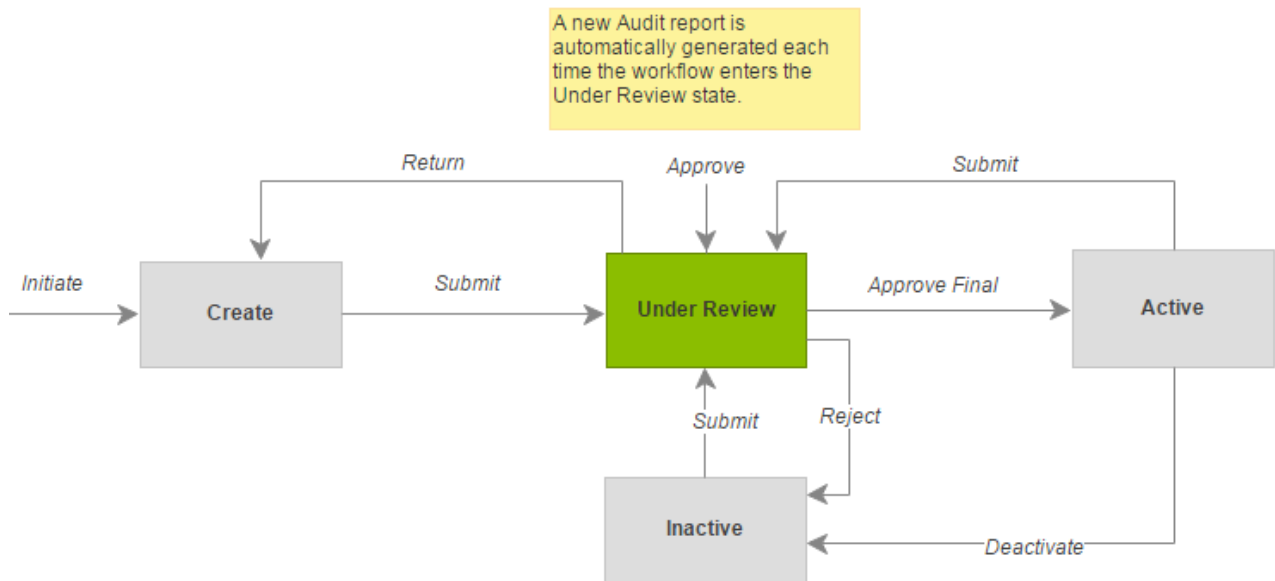 A new Audit report is
automatically generated each
time the workflow enters the
Under Review state.
Return
Approve
Submit
Initiate
Create
Submit
Under Review
Approve Final
Active
Submit
Reject
Inactive
Deactivate